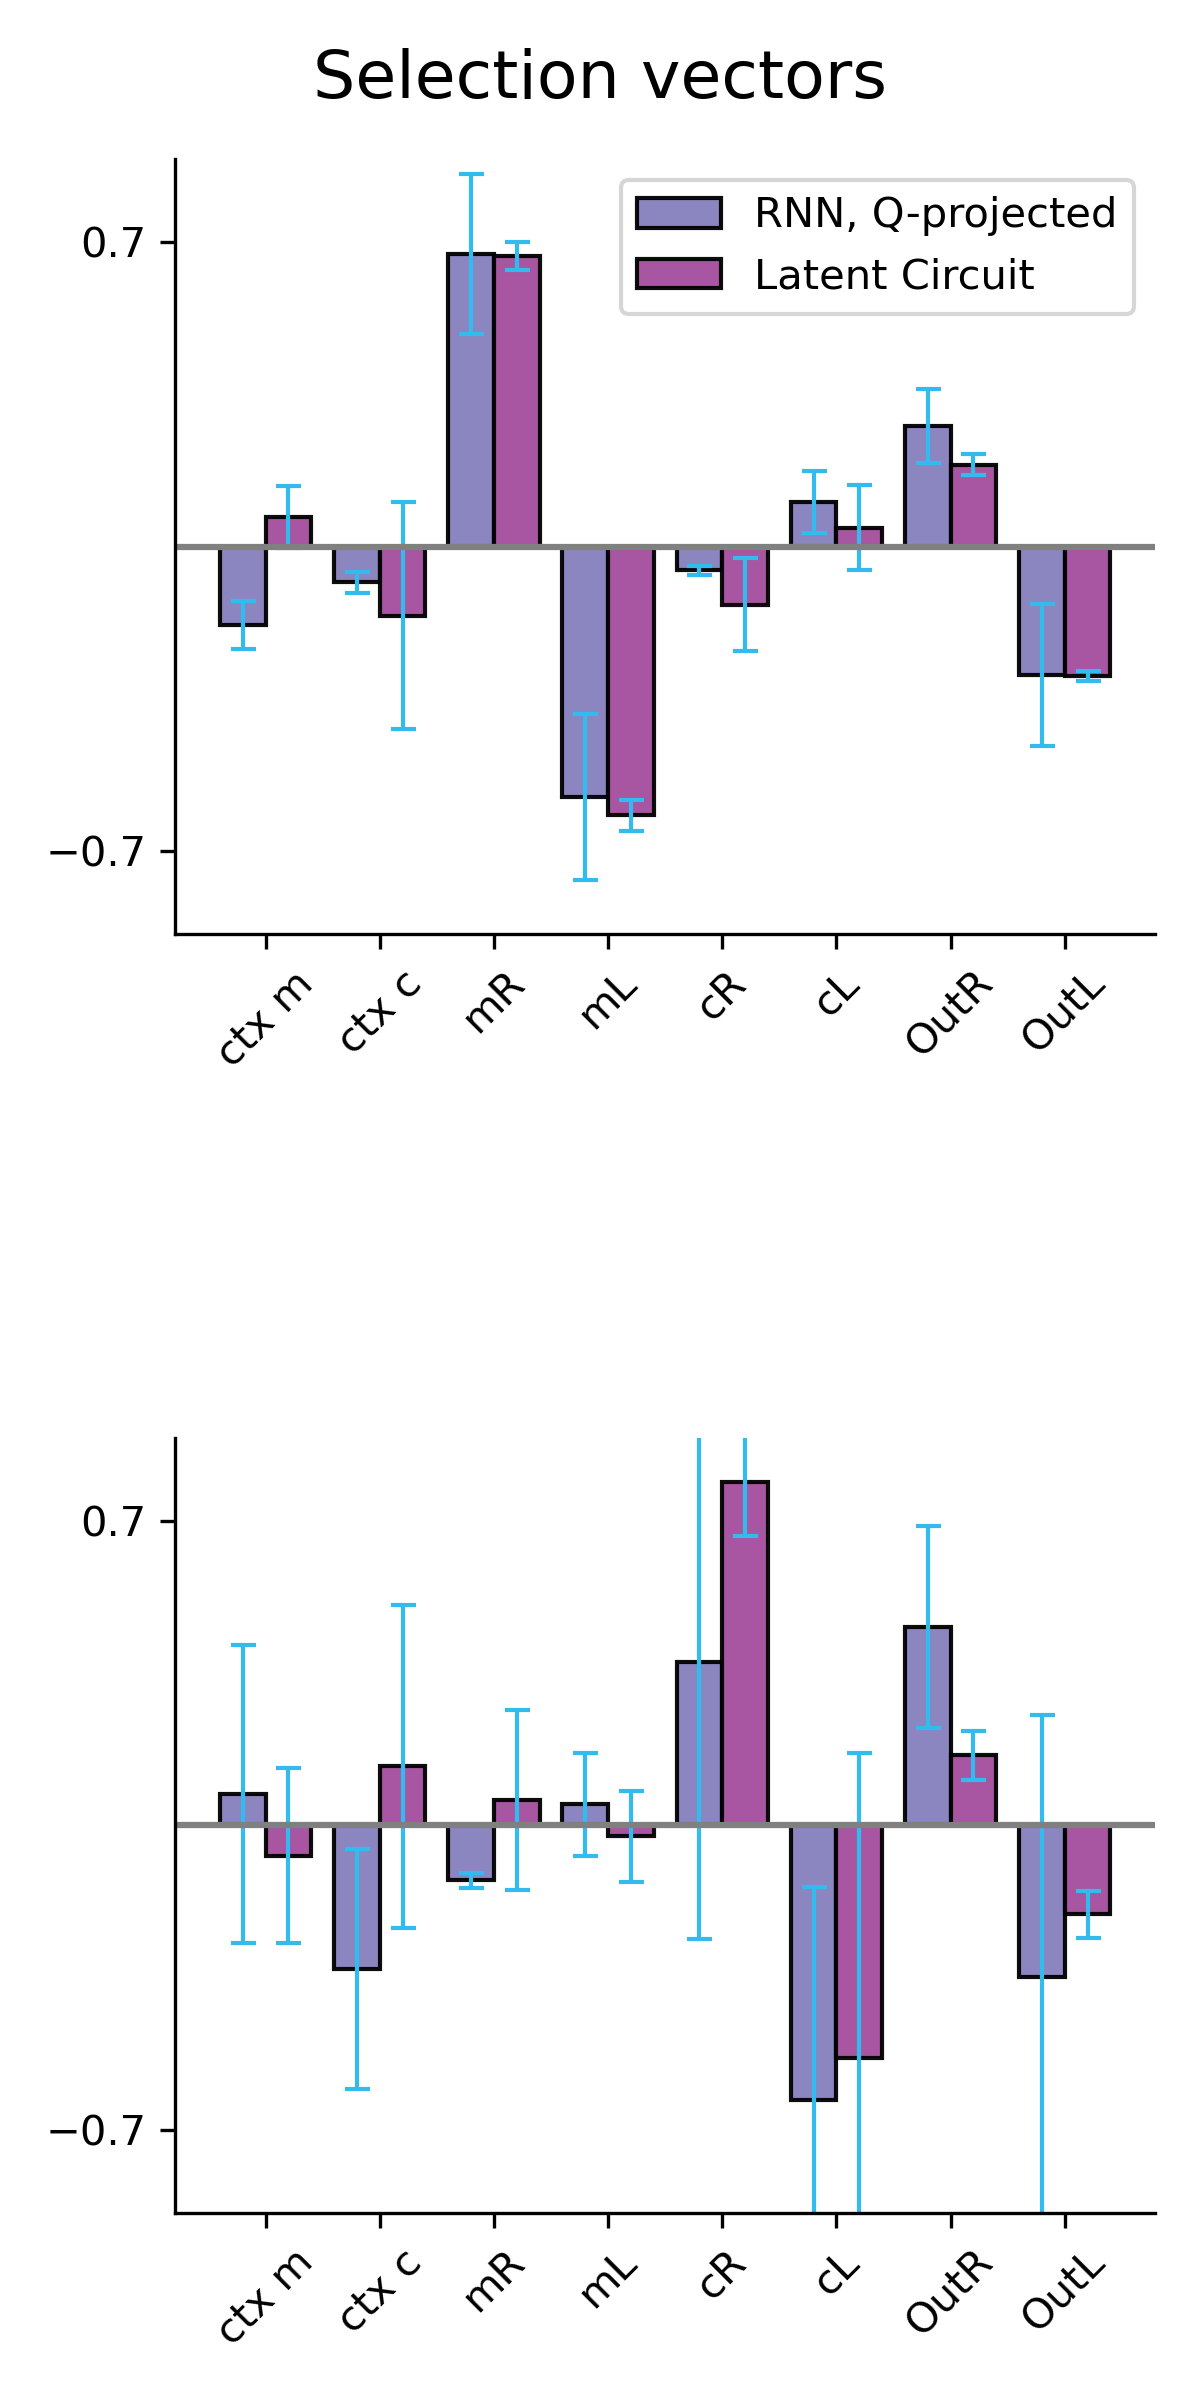 Selection vectors
0.7
−0.7
RNN, Q-projected
Latent Circuit
ctx m
ctx c
mR
mL
cR
cL
OutR
OutL
0.7
−0.7
ctx m
ctx c
mR
mL
cR
cL
OutR
OutL